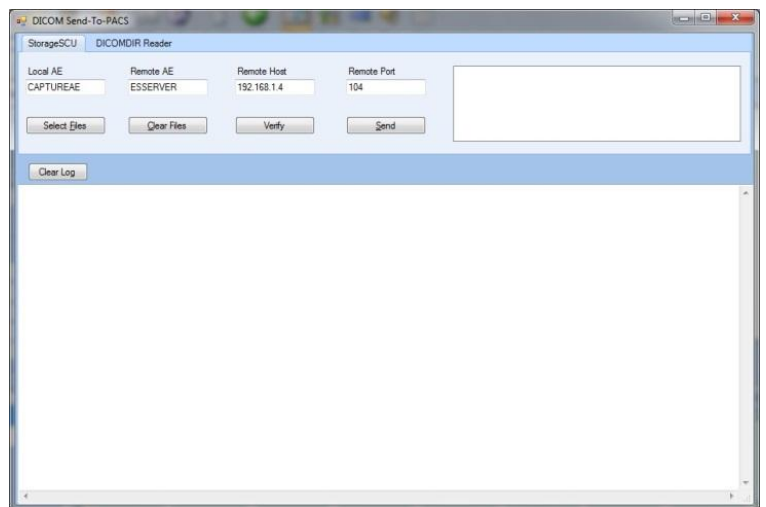 DICOM Send-To-PACS
StorageSCU DICOMDIR Reader
Local AE Remote AE Remote Host Remote Port
CAPTUREAE ESSERVER 192.168.1.4 104
Select Files Clear Files Verify Send
Clear Log